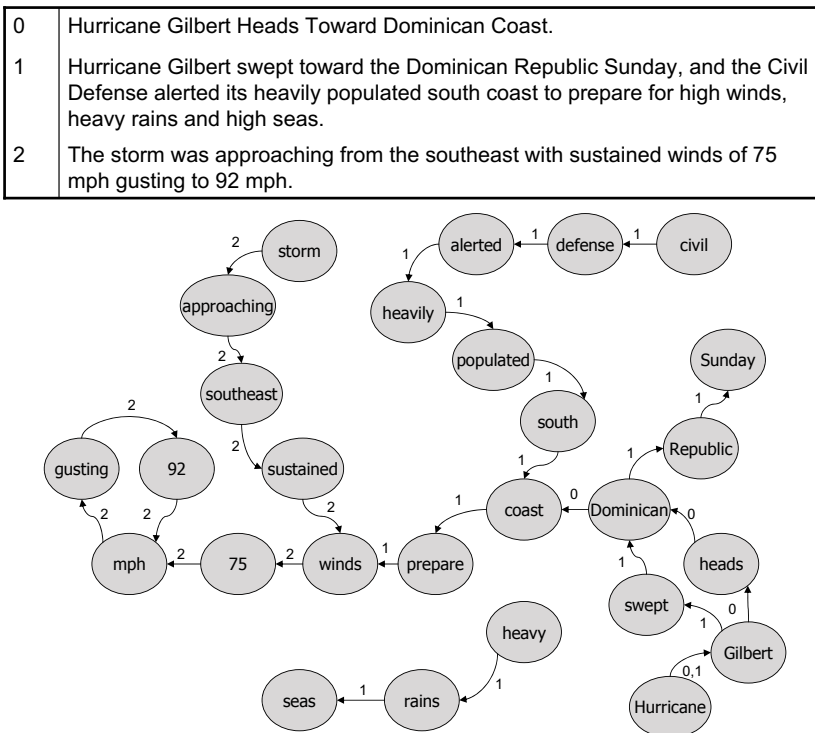 0 Hurricane Gilbert Heads Toward Dominican Coast.
1 Hurricane Gilbert swept toward the Dominican Republic Sunday, and the Civil
Defense alerted its heavily populated south coast to prepare for high winds,
heavy rains and high seas.
2 The storm was approaching from the southeast with sustained winds of 75
mph gusting to 92 mph.
2 storm
alerted 1 defense 1 civil
approaching
1 heavily 1
2
populated
Sunday
southeast
1
1
2
south
Republic
gusting 92
2
sustained
1
1
2 2
2
coast 0 Dominican
0
1
mph 2 75 2 winds 1 prepare
1
heads
swept
0
1
heavy
Gilbert
0,1
1
seas 1 rains
Hurricane